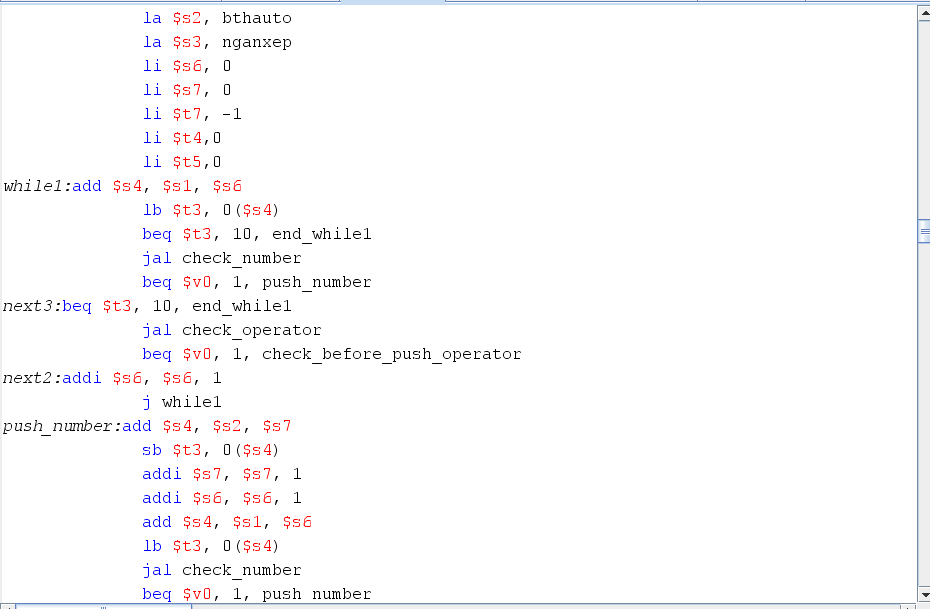 la $s2, bthauto
la $s3, nganxep
li $s6, 0
li $s7, 0
li $t7, -1
li $t4,0
li $t5,0
while1:add $s4, $s1, $s6
lb $t3, 0($s4)
beq $t3, 10, end_while1
jal check_number
beq $v0, 1, push_number
next3:beq $t3, 10, end_while1
jal check_operator
beq $v0, 1, check_before_push_operator
next2:addi $s6, $s6, 1
j while1
push_number:add $s4, $s2, $s7
sb $t3, 0($s4)
addi $s7, $s7, 1
addi $s6, $s6, 1
add $s4, $s1, $s6
lb $t3, 0($s4)
jal check_number
beq $v0, 1, push_number